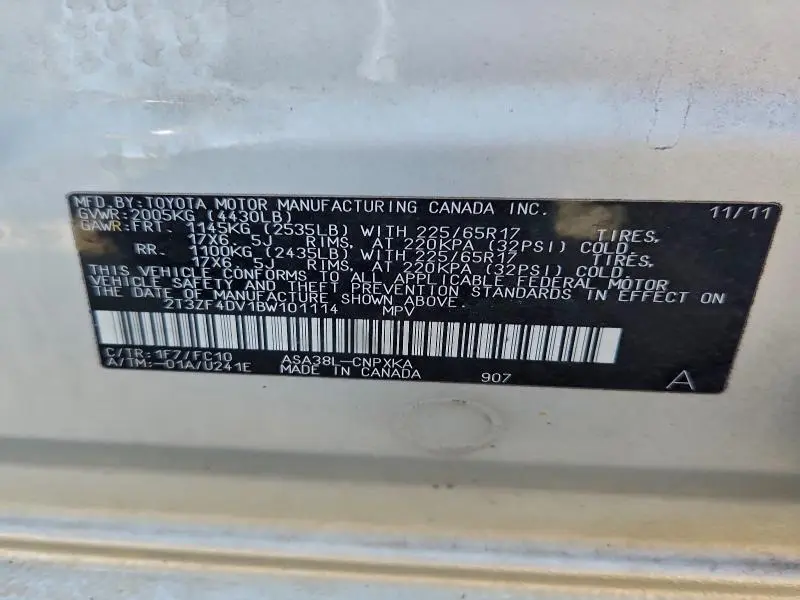 MFD.BY:TOYOTA MOTOR MANUFACTURING CANADA INC. 11/11
GVWR:2005KG (4430LB)
GAWR:FRT. 1145KG (2535LB) WITH 225/65R17 TIRES,
17X6.5J RIMS, AT 220KPA (32PSI) COLD.
RR. 1100KG (2435LB) WITH 225/65R17 TIRES,
17X6.5J RIMS, AT 220KPA (32PSI) COLD.
THIS VEHICLE CONFORMS TO ALL APPLICABLE FEDERAL MOTOR
VEHICLE SAFETY AND THEFT PREVENTION STANDARDS IN EFFECT ON
THE DATE OF MANUFACTURE SHOWN ABOVE.
2T3ZF4DV1BW101114 MPV
C/TR:1F7/FC10 ASA38L-CNPXKA
A/TM:-01A/U241E MADE IN CANADA 907 A